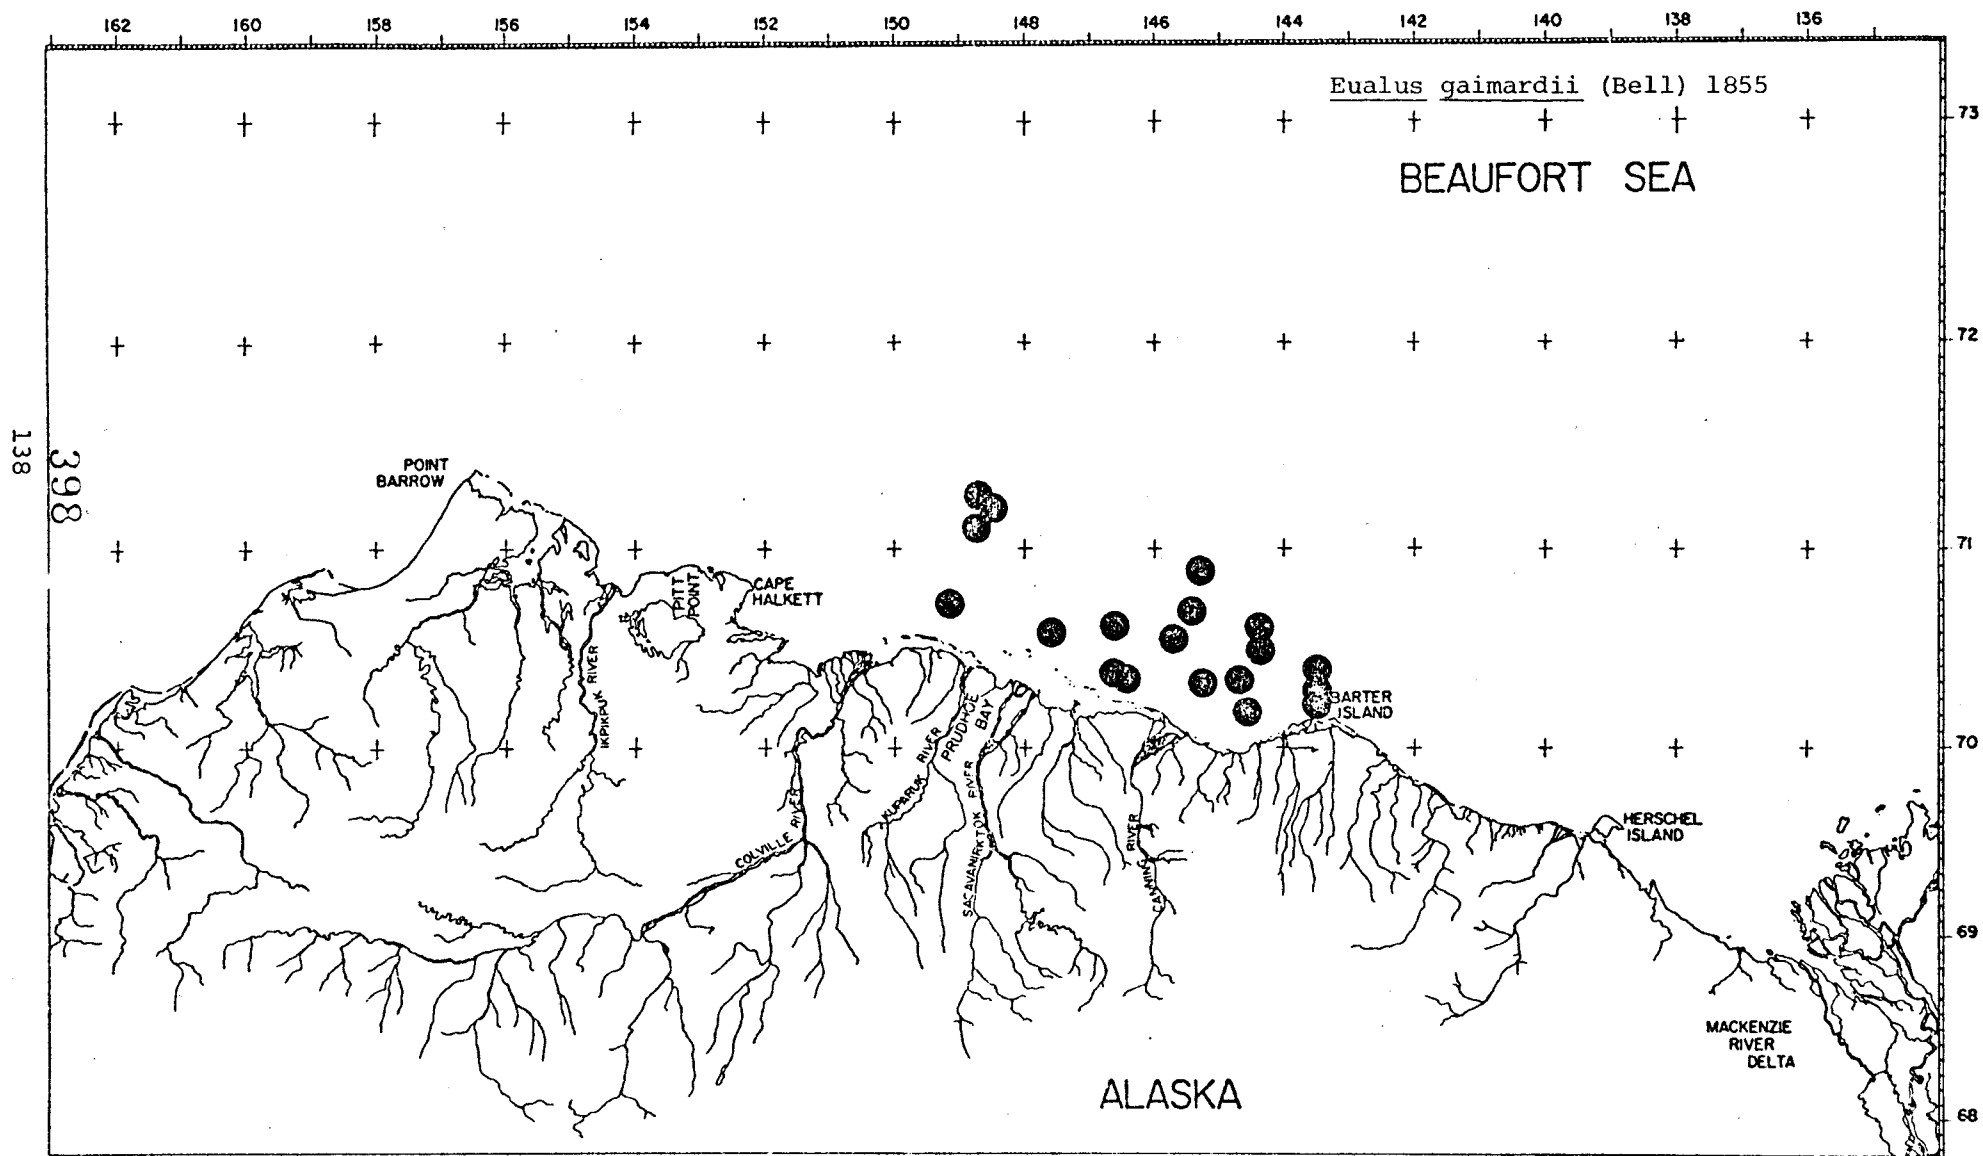 162 160 158 156 154 152 150 148 146 144 142 140 138 136
Eualus gaimardii (Bell) 1855
73
BEAUFORT SEA
72
138
398
POINT
BARROW
71
PITT
POINT
CAPE
HALKETT
IKPIKPUK RIVER
BARTER
ISLAND
PRUDHOE
BAY
70
KUPARUK RIVER
COLVILLE RIVER
SAGAVANIRKTOK RIVER
CANNING RIVER
HERSCHEL
ISLAND
69
MACKENZIE
RIVER
DELTA
ALASKA
68